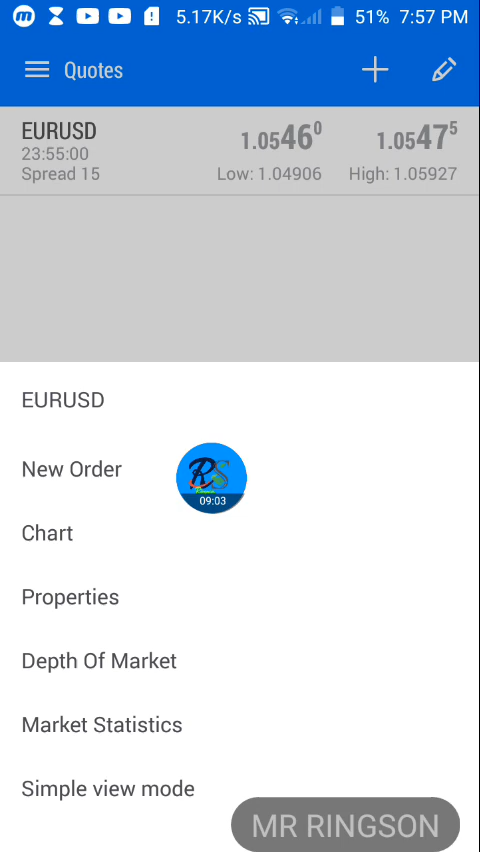 5.17K/s 51% 7:57 PM
Quotes
EURUSD
23:55:00
Spread 15
1.05460
Low: 1.04906
1.05475
High: 1.05927
EURUSD
New Order
RS
09:03
Chart
Properties
Depth Of Market
Market Statistics
Simple view mode
MR RINGSON